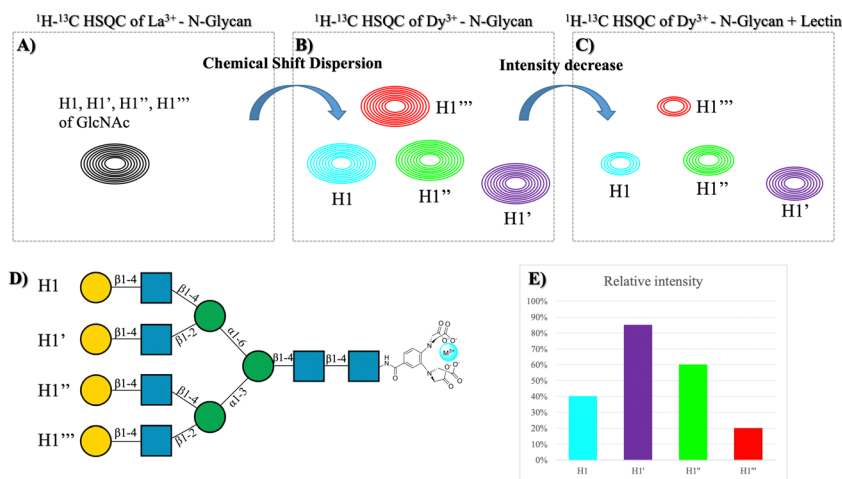 ¹H-¹³C HSQC of La³⁺ - N-Glycan
¹H-¹³C HSQC of Dy³⁺ - N-Glycan
¹H-¹³C HSQC of Dy³⁺ - N-Glycan + Lectin
A)
B)
C)
Chemical Shift Dispersion
Intensity decrease
H1, H1’, H1’’, H1’’’
of GlcNAc
H1’’’
H1
H1’’
H1’
H1’’’
H1
H1’’
H1’
D)
H1
β1-4
β1-4
H1’
β1-4
β1-2
α1-6
H1’’
β1-4
β1-4
α1-3
H1’’’
β1-4
β1-2
β1-4
β1-4
H
N
O
N
N
O
O
O⁻
O⁻
M³⁺
O⁻
O⁻
O
O
E)
Relative intensity
100%
90%
80%
70%
60%
50%
40%
30%
20%
10%
0%
H1
H1'
H1''
H1'''